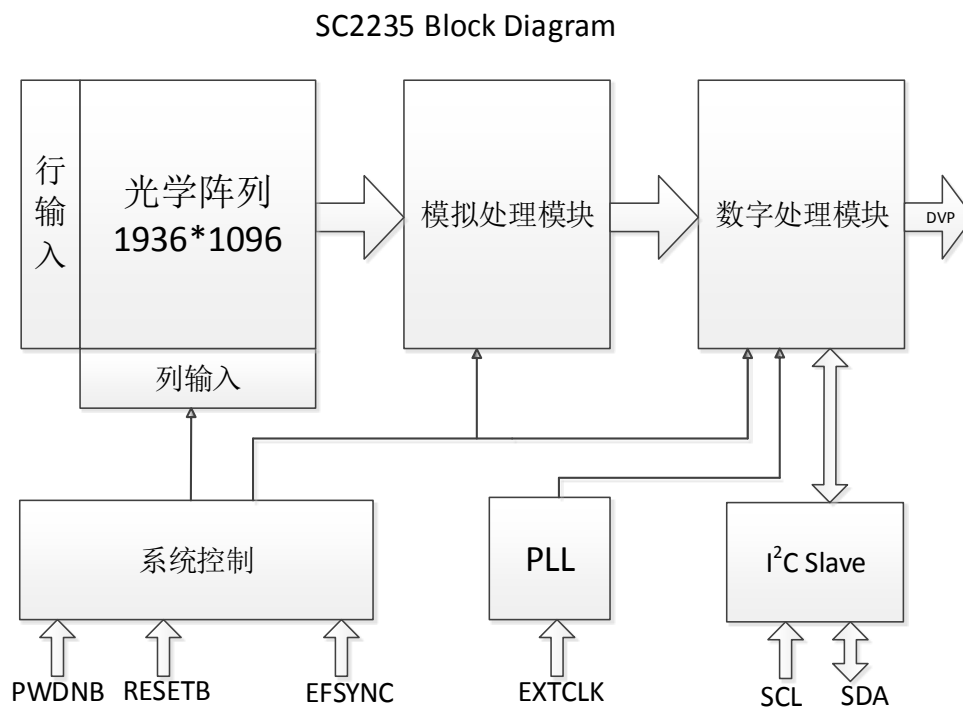 SC2235 Block Diagram
行输入
光学阵列
1936*1096
模拟处理模块
数字处理模块
DVP
列输入
系统控制
PLL
I²C Slave
PWDNB
RESETB
EFSYNC
EXTCLK
SCL
SDA